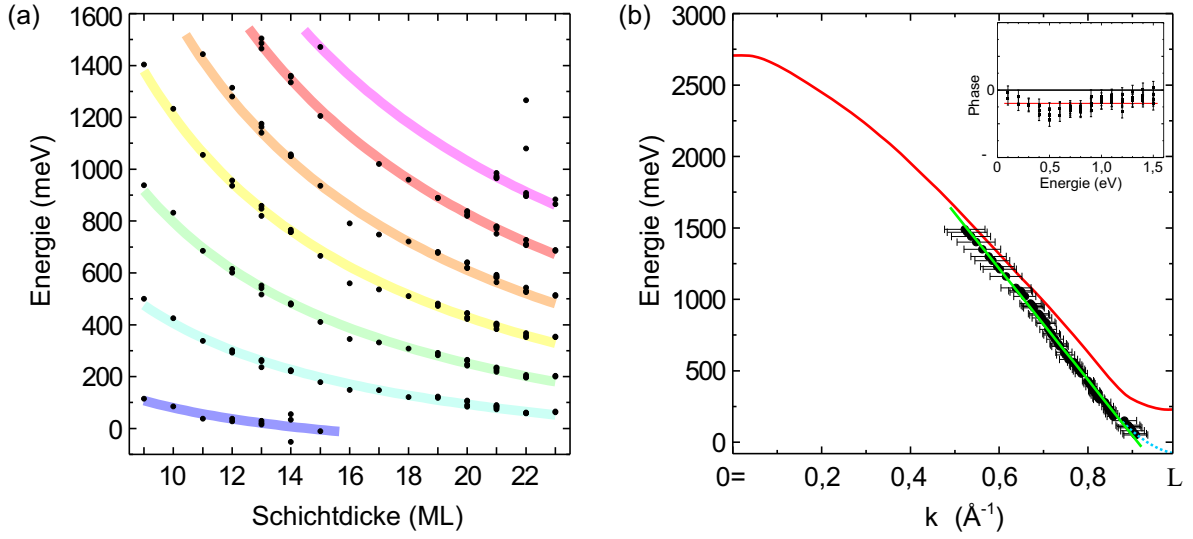 (a)
1600
1400
1200
1000
800
600
400
200
0
Energie (meV)
10 12 14 16 18 20 22
Schichtdicke (ML)
(b)
3000
2500
2000
1500
1000
500
0
Energie (meV)
0= 0,2 0,4 0,6 0,8 L
k (Å-1)
0
Phase
0 0,5 1,0 1,5
Energie (eV)